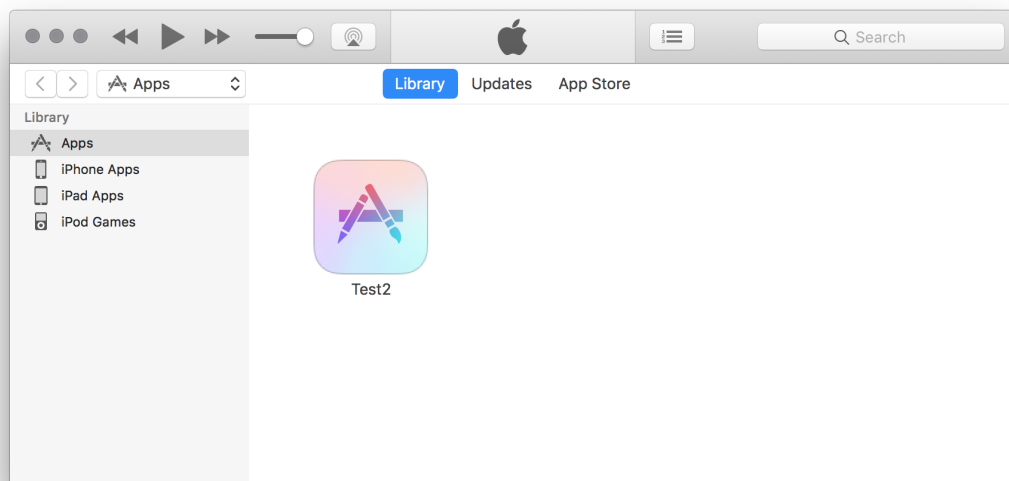 Search
Apps
Library Updates App Store
Library
Apps
iPhone Apps
iPad Apps
iPod Games
Test2